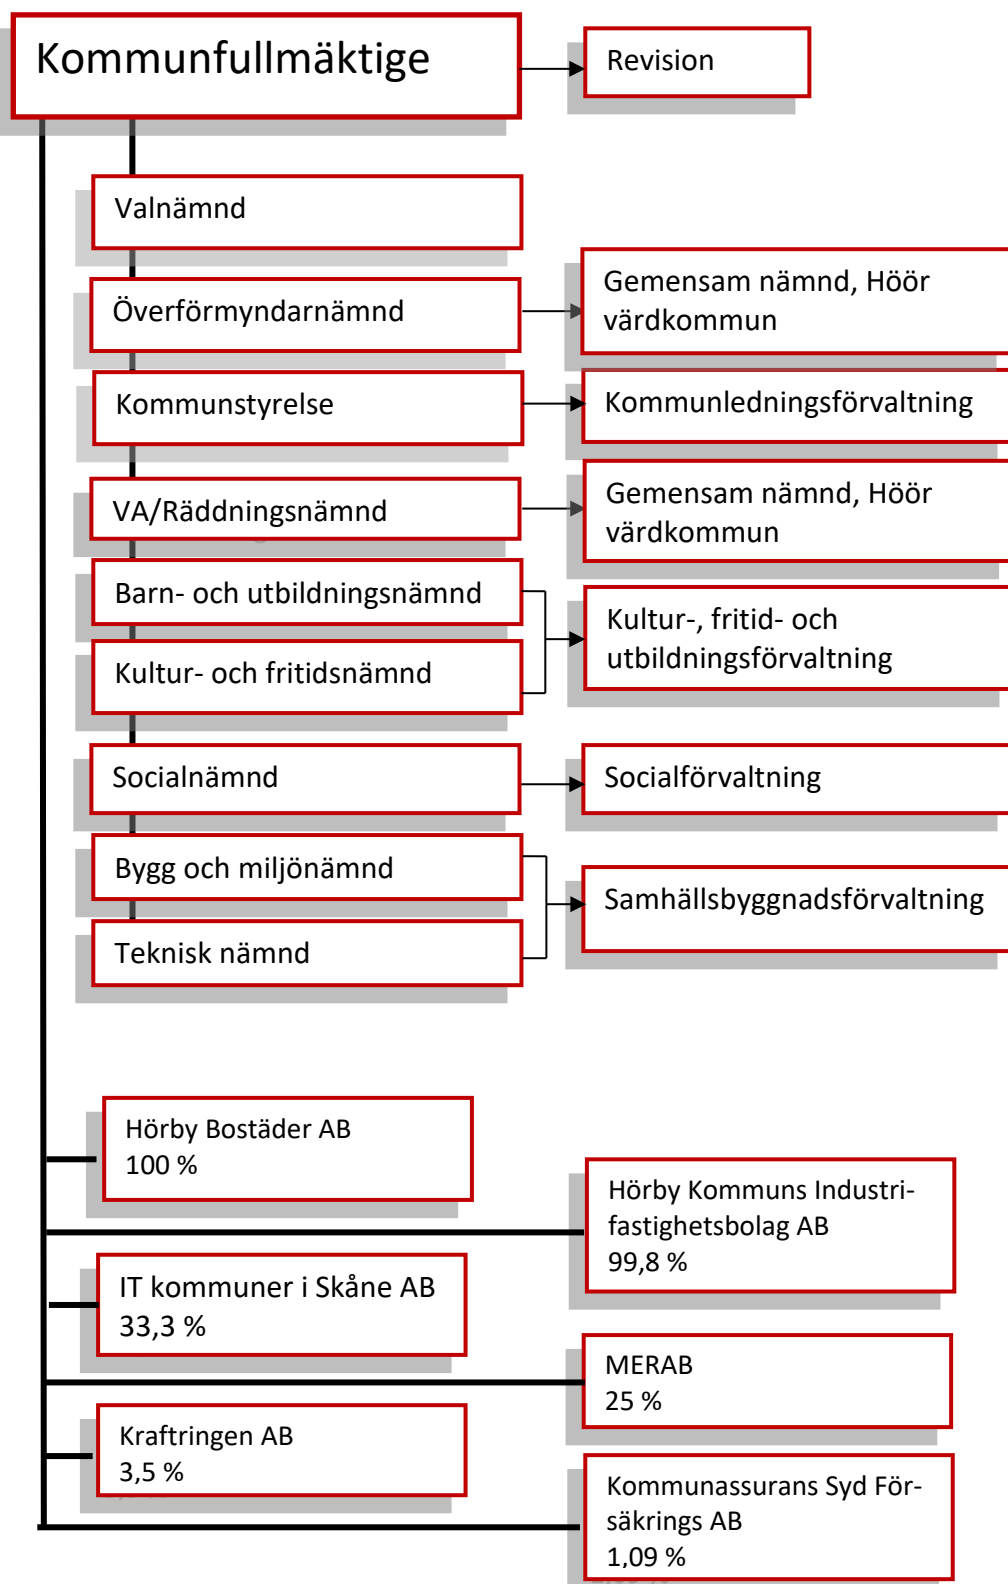 Kommunfullmäktige
Revision
Valnämnd
Överförmyndarnämnd
Gemensam nämnd, Höör
värdkommun
Kommunstyrelse
Kommunledningsförvaltning
VA/Räddningsnämnd
Gemensam nämnd, Höör
värdkommun
Barn- och utbildningsnämnd
Kultur- och fritidsnämnd
Kultur-, fritid- och
utbildningsförvaltning
Socialnämnd
Socialförvaltning
Bygg och miljönämnd
Teknisk nämnd
Samhällsbyggnadsförvaltning
Hörby Bostäder AB
100 %
Hörby Kommuns Industri-
fastighetsbolag AB
99,8 %
IT kommuner i Skåne AB
33,3 %
MERAB
25 %
Kraftringen AB
3,5 %
Kommunassurans Syd För-
säkrings AB
1,09 %